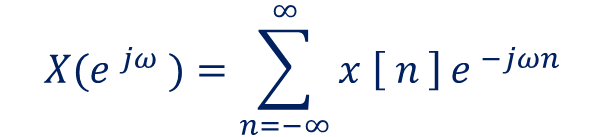 X(e^{jω}) = ∑_{n=−∞}^{∞} x[n]e^{−jωn}